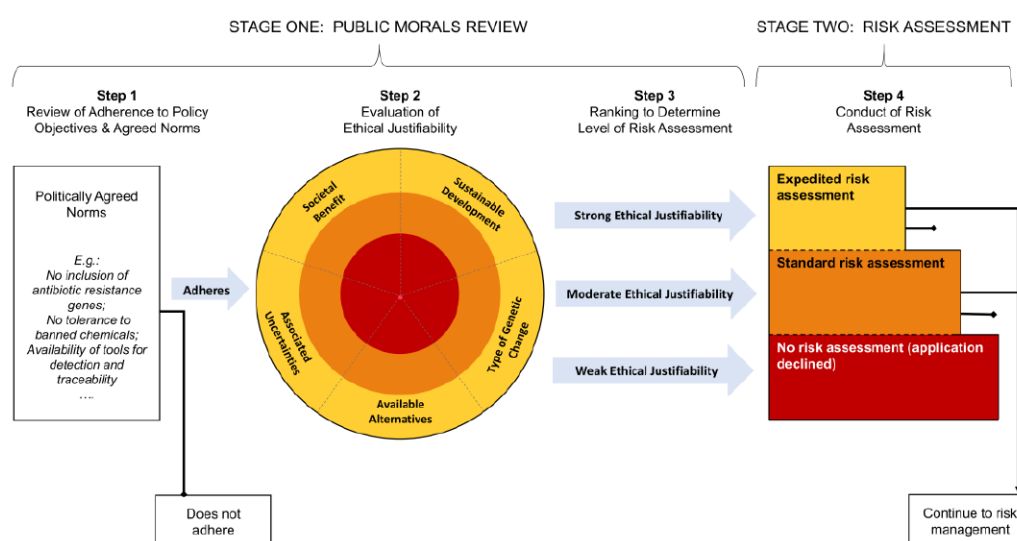 STAGE ONE: PUBLIC MORALS REVIEW
STAGE TWO: RISK ASSESSMENT
Step 1
Review of Adherence to Policy
Objectives & Agreed Norms
Step 2
Evaluation of
Ethical Justifiability
Step 3
Ranking to Determine
Level of Risk Assessment
Step 4
Conduct of Risk
Assessment
Politically Agreed
Norms
E.g.:
No inclusion of
antibiotic resistance
genes;
No tolerance to
banned chemicals;
Availability of tools for
detection and
traceability
....
Adheres
Does not
adhere
Societal
Benefit
Sustainable
Development
Type of Genetic
Change
Available
Alternatives
Associated
Uncertainties
Strong Ethical Justifiability
Moderate Ethical Justifiability
Weak Ethical Justifiability
Expedited risk
assessment
Standard risk assessment
No risk assessment (application
declined)
Continue to risk
management